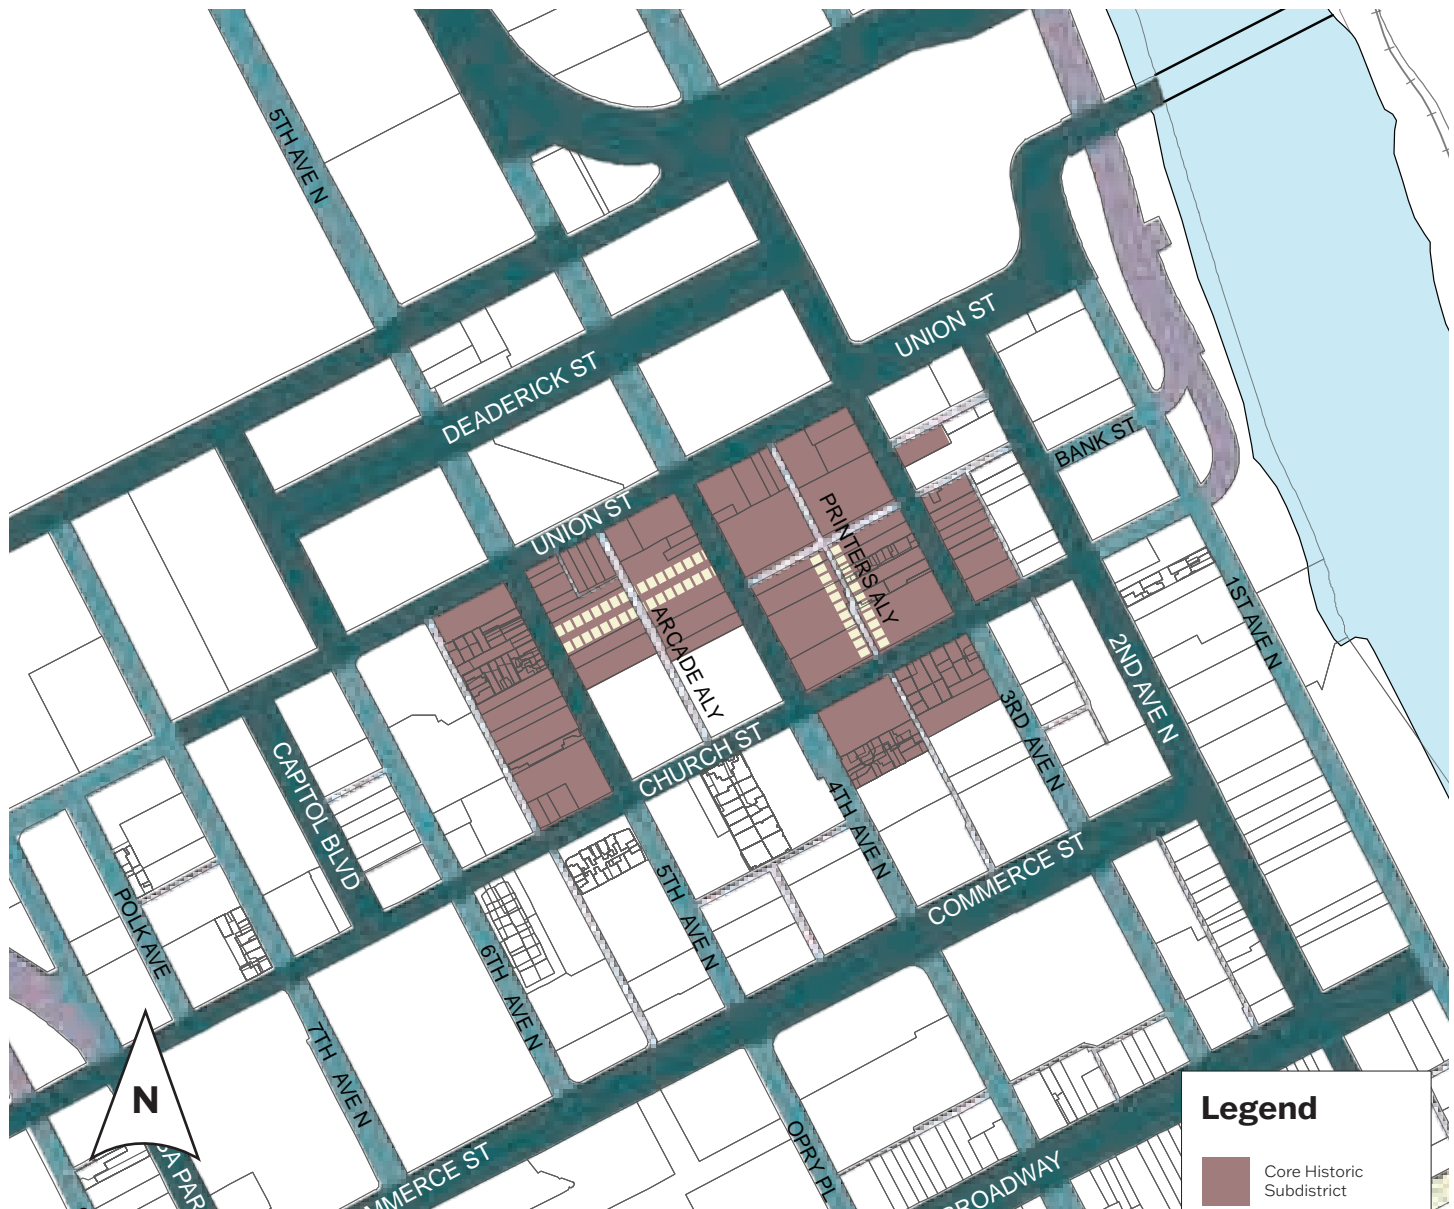 5TH AVE N
UNION ST
DEADERICK ST
BANK ST
UNION ST
PRINTERS ALY
ARCADE ALY
1ST AVE N
2ND AVE N
3RD AVE N
CHURCH ST
CAPITOL BLVD
4TH AVE N
COMMERCE ST
5TH AVE N
POLK AVE
6TH AVE N
7TH AVE N
N
OPRY PL
BROADWAY
Legend
Core Historic
Subdistrict